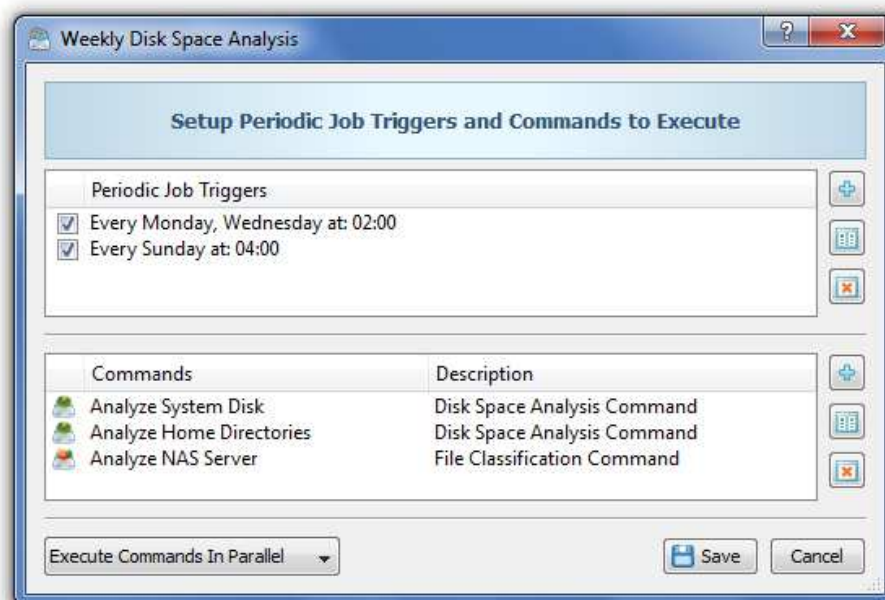 Weekly Disk Space Analysis
Setup Periodic Job Triggers and Commands to Execute
Periodic Job Triggers
Every Monday, Wednesday at: 02:00
Every Sunday at: 04:00
Commands Description
Analyze System Disk Disk Space Analysis Command
Analyze Home Directories Disk Space Analysis Command
Analyze NAS Server File Classification Command
Execute Commands In Parallel Save Cancel